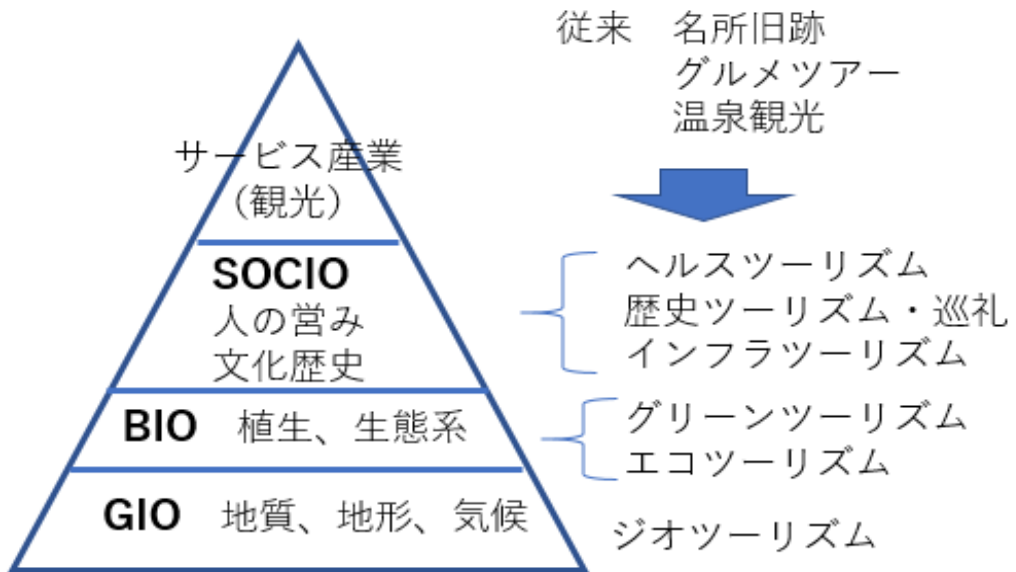 従来 名所旧跡
グルメツアー
温泉観光
サービス産業
(観光)
SOCIO
人の営み
文化歴史
ヘルスツーリズム
歴史ツーリズム・巡礼
インフラツーリズム
BIO 植生、生態系
グリーンツーリズム
エコツーリズム
GIO 地質、地形、気候
ジオツーリズム